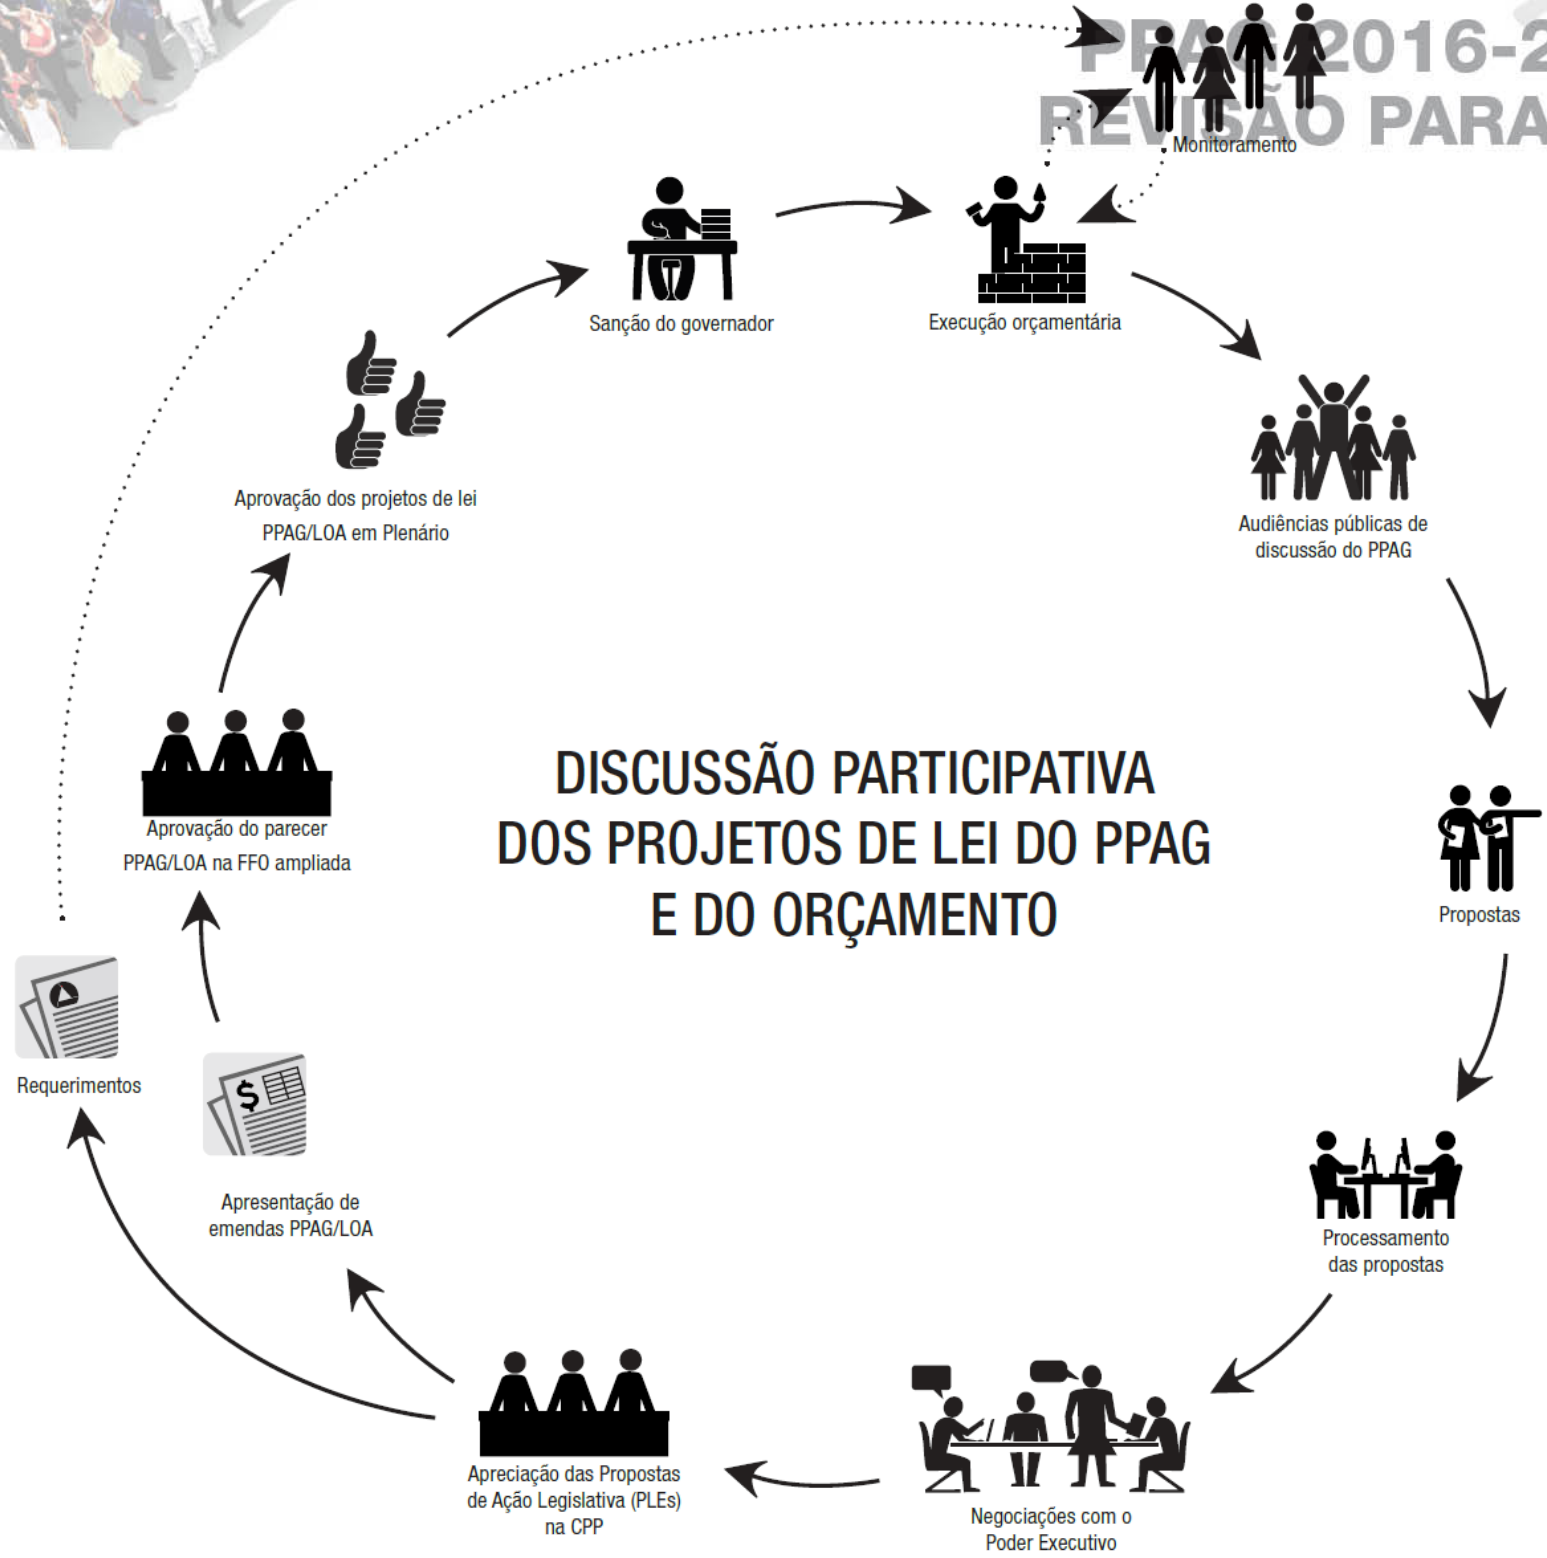 PPAG 2016-2
REVISÃO PARA
Monitoramento
Sanção do governador
Execução orçamentária
Aprovação dos projetos de lei
PPAG/LOA em Plenário
Audiências públicas de
discussão do PPAG
DISCUSSÃO PARTICIPATIVA
DOS PROJETOS DE LEI DO PPAG
E DO ORÇAMENTO
Aprovação do parecer
PPAG/LOA na FFO ampliada
Propostas
Requerimentos
$
Apresentação de
emendas PPAG/LOA
Processamento
das propostas
Apreciação das Propostas
de Ação Legislativa (PLEs)
na CPP
Negociações com o
Poder Executivo